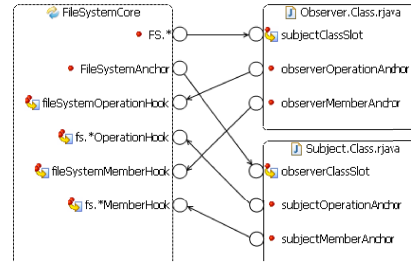 FileSystemCore
FS.*
FileSystemAnchor
fileSystemOperationHook
fs.*OperationHook
fileSystemMemberHook
fs.*MemberHook
Observer.Class.rjava
subjectClassSlot
observerOperationAnchor
observerMemberAnchor
Subject.Class.rjava
observerClassSlot
subjectOperationAnchor
subjectMemberAnchor